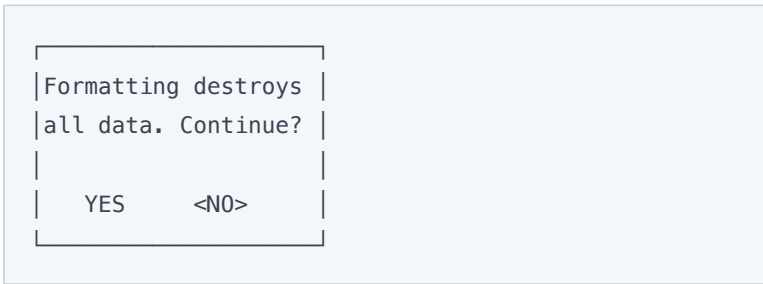 Formatting destroys
all data. Continue?
YES <NO>